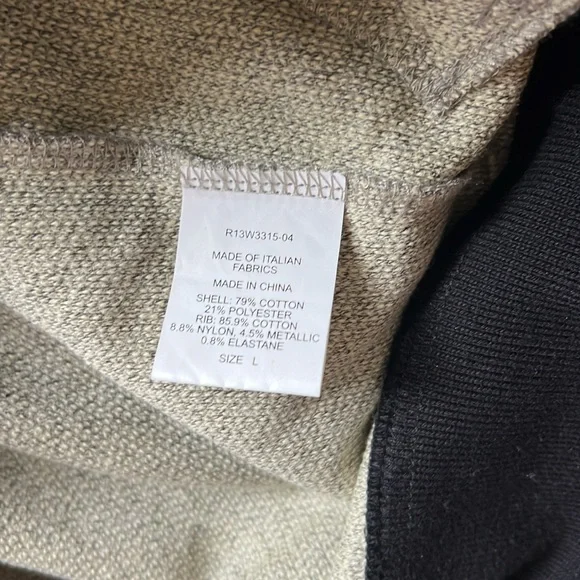 R13W3315-04
MADE OF ITALIAN
FABRICS
MADE IN CHINA
SHELL: 79% COTTON
21% POLYESTER
RIB: 85.9% COTTON
8.8% NYLON, 4.5% METALLIC
0.8% ELASTANE
SIZE L